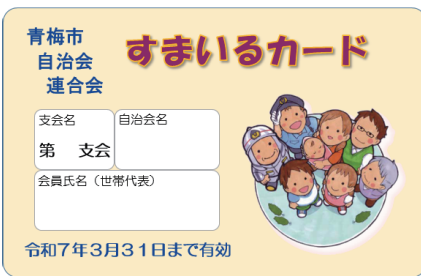 青梅市
自治会
連合会
すまいるカード
支会名
第 支会
自治会名
会員氏名（世帯代表）
令和7年3月31日まで有効